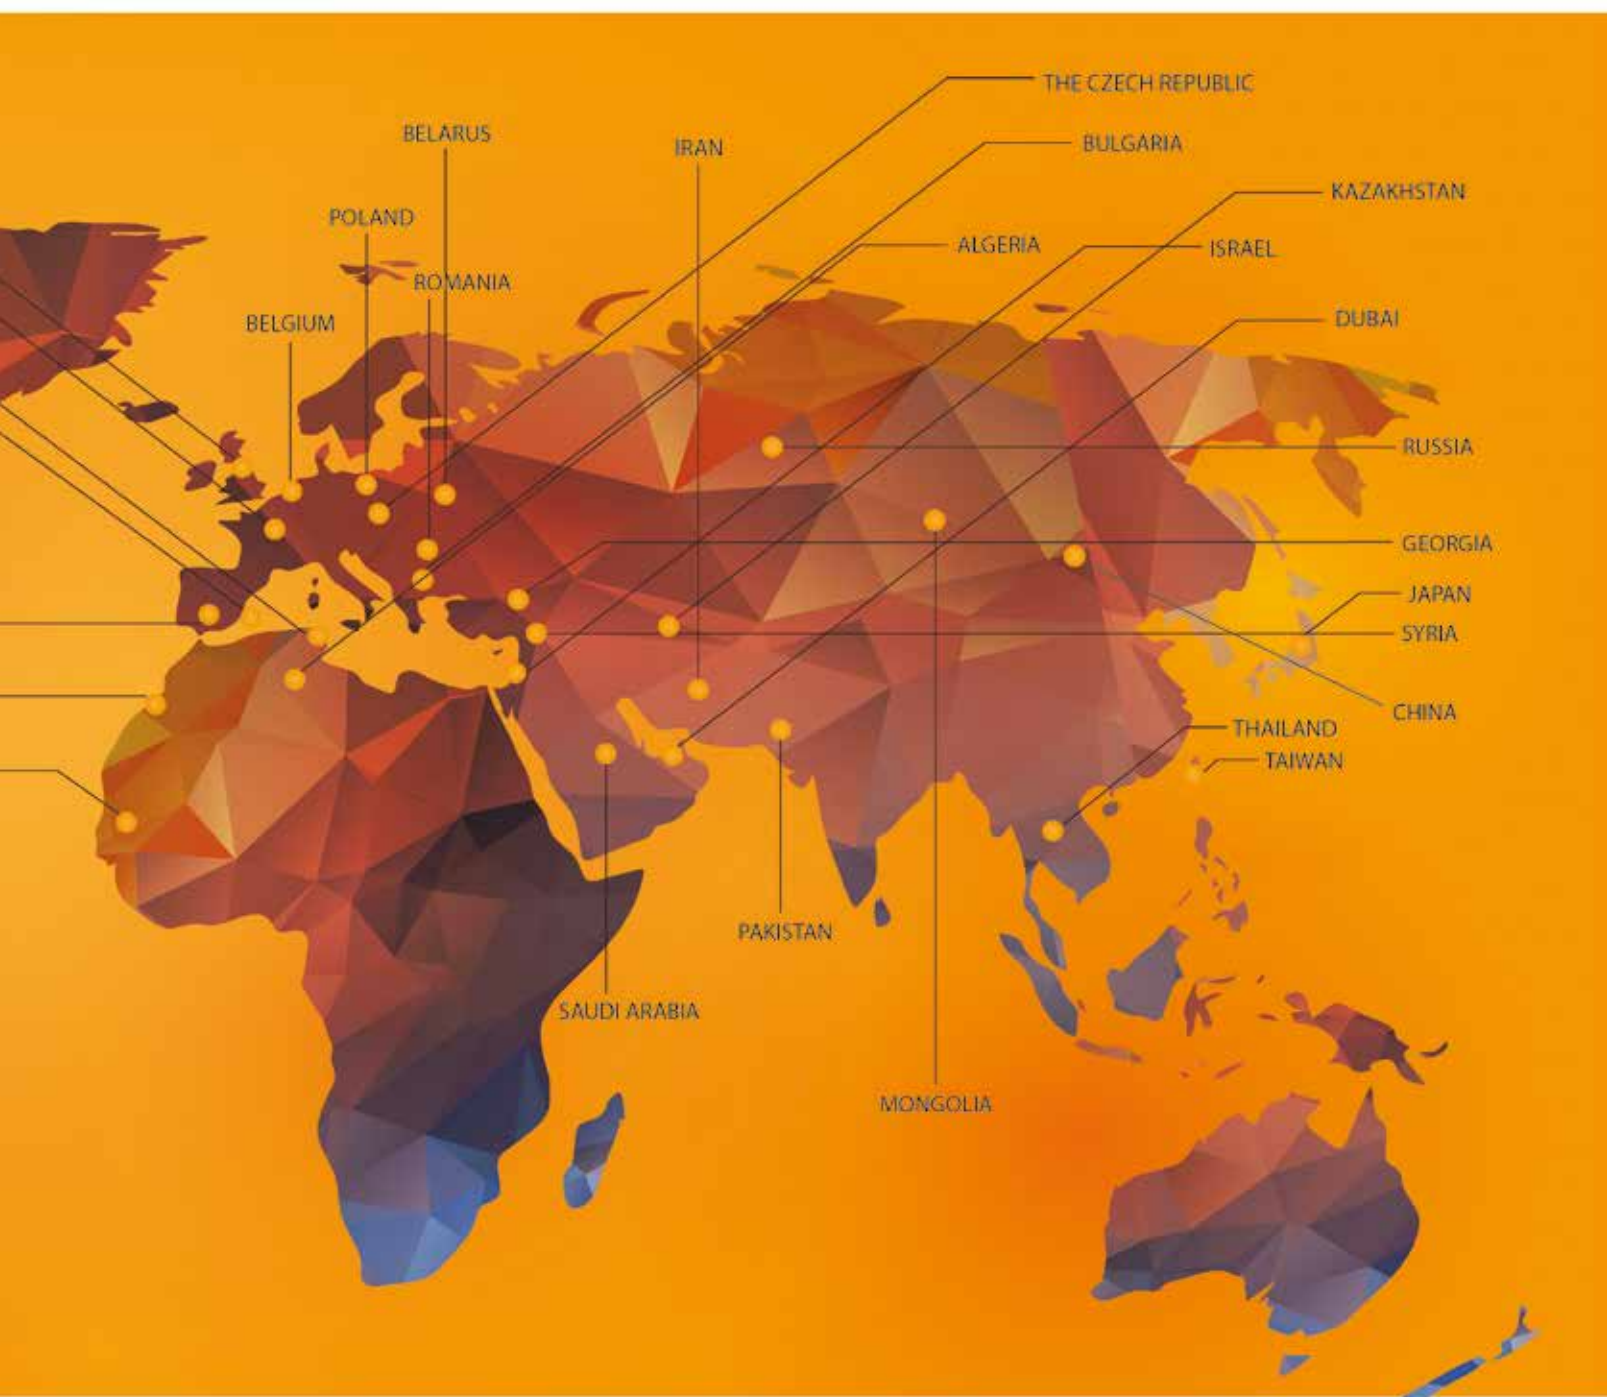 THE CZECH REPUBLIC
BELARUS
BULGARIA
IRAN
KAZAKHSTAN
POLAND
ALGERIA
ISRAEL
ROMANIA
DUBAI
BELGIUM
RUSSIA
GEORGIA
JAPAN
SYRIA
CHINA
THAILAND
TAIWAN
PAKISTAN
SAUDI ARABIA
MONGOLIA